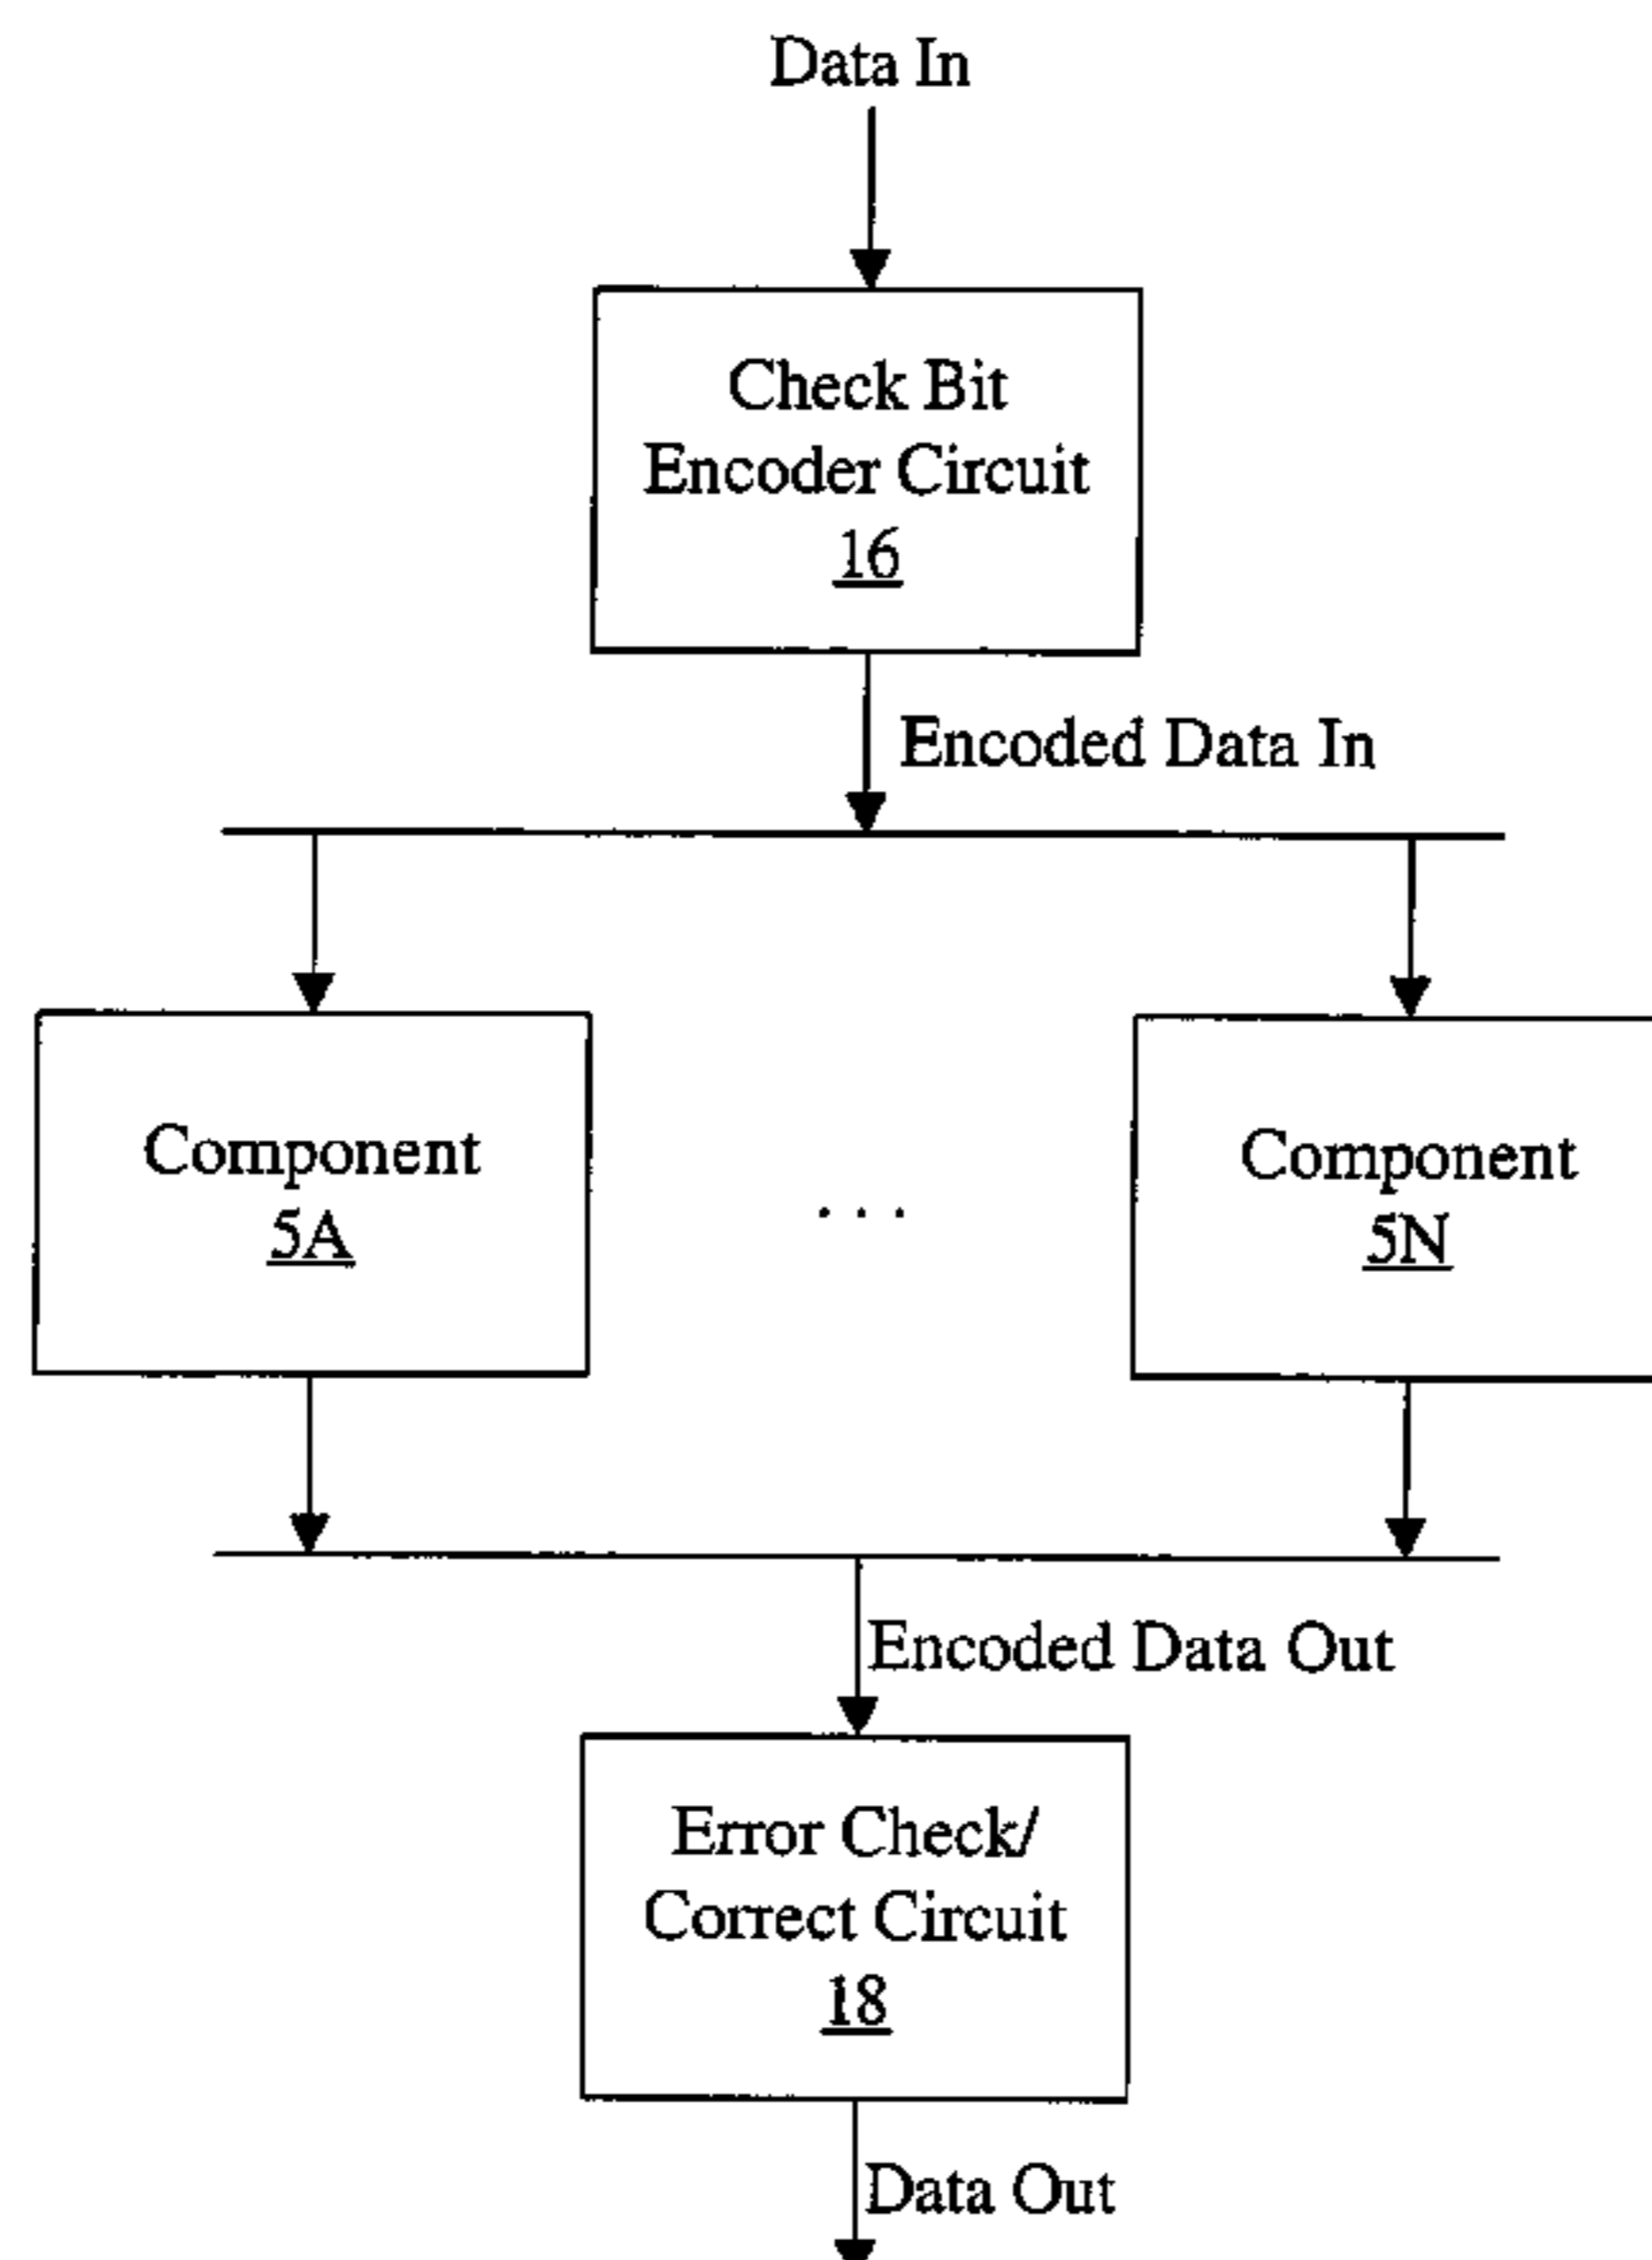 Data In
Check Bit
Encoder Circuit
16
Encoded Data In
Component
5A
. . .
Component
5N
Encoded Data Out
Error Check/
Correct Circuit
18
Data Out